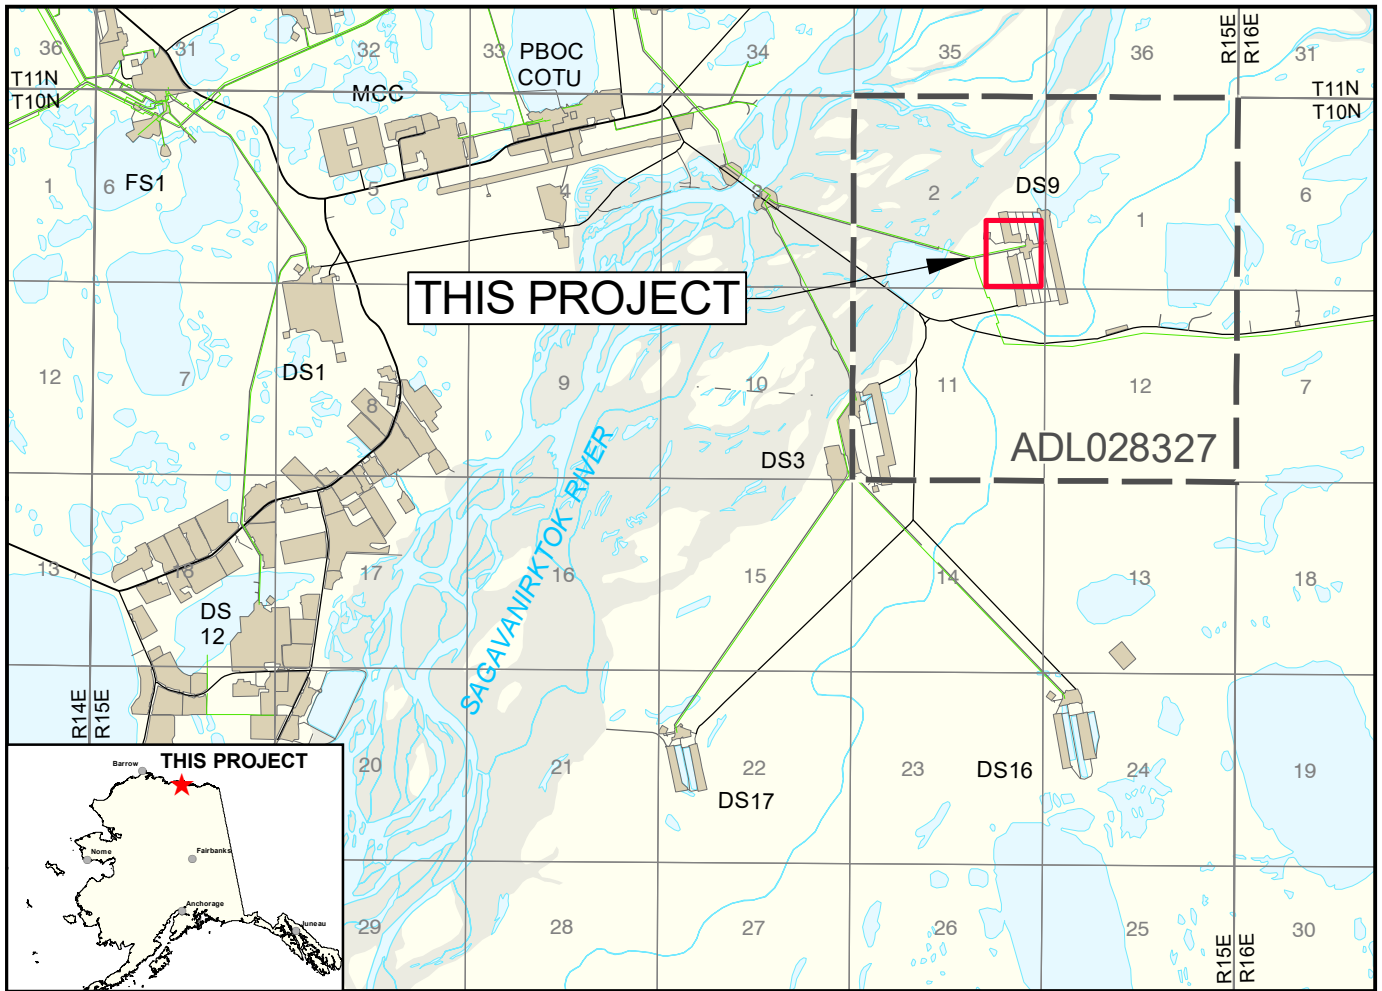 36
31
32
33
PBOC
COTU
34
35
36
R15E
R16E
31
T11N
T10N
MCC
T11N
T10N
1
6
FS1
5
4
3
2
DS9
1
6
THIS PROJECT
12
7
DS1
8
9
10
11
12
7
ADL028327
DS3
SAGAVANIRKTOK RIVER
13
18
17
16
15
14
13
18
DS
12
R14E
R15E
20
21
22
23
DS16
24
19
DS17
THIS PROJECT
Barrow
Nome
Fairbanks
Anchorage
Juneau
29
28
27
26
25
30
R15E
R16E